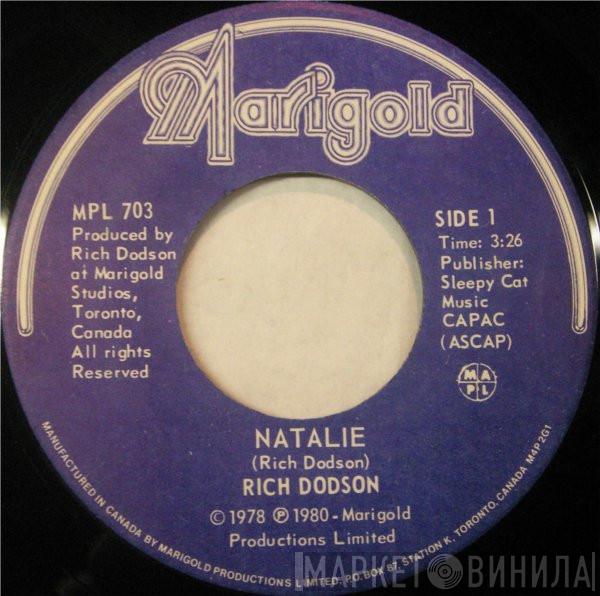 Marigold
MPL 703
Produced by
Rich Dodson
at Marigold
Studios,
Toronto,
Canada
All rights
Reserved
SIDE 1
Time: 3:26
Publisher:
Sleepy Cat
Music
CAPAC
(ASCAP)
M A
P L
NATALIE
(Rich Dodson)
RICH DODSON
© 1978 ℗ 1980 - Marigold
Productions Limited
MANUFACTURED IN CANADA BY MARIGOLD PRODUCTIONS LIMITED. P.O. BOX 87, STATION K, TORONTO, CANADA M4P 2G1
МАРКЕТ ВИНИЛА